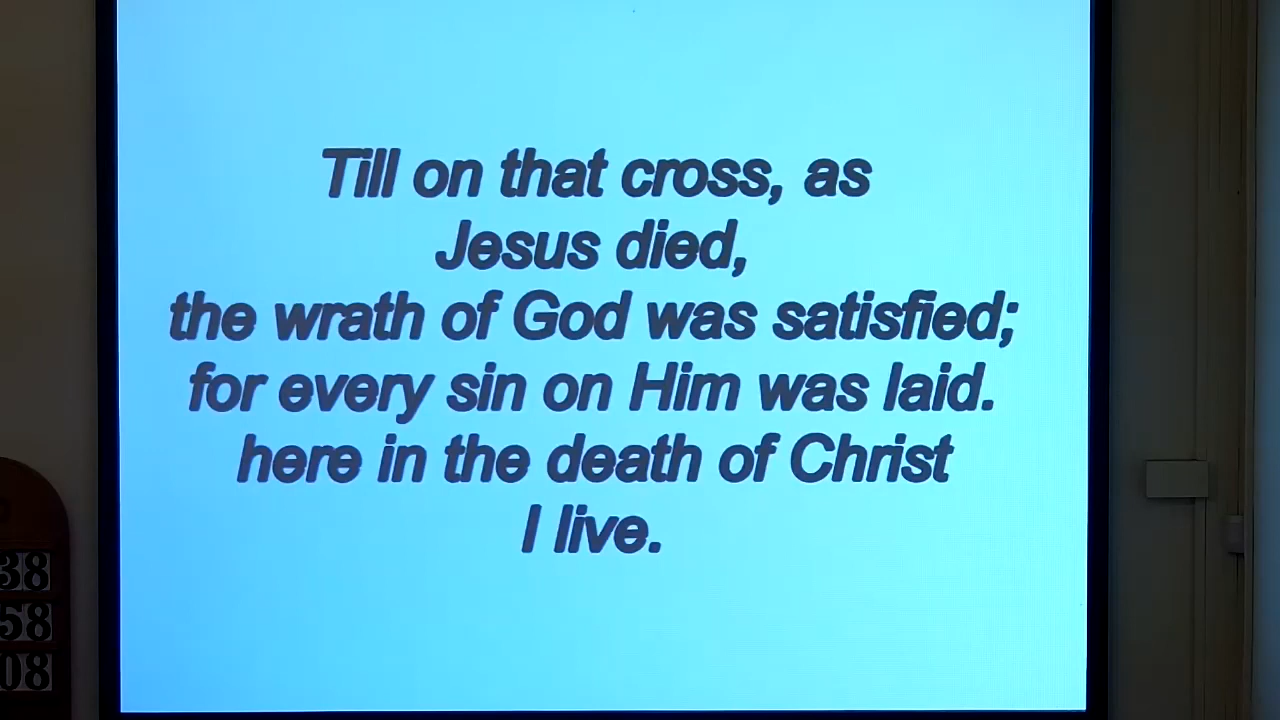 Till on that cross, as
Jesus died,
the wrath of God was satisfied;
for every sin on Him was laid.
here in the death of Christ
I live.
38
58
08